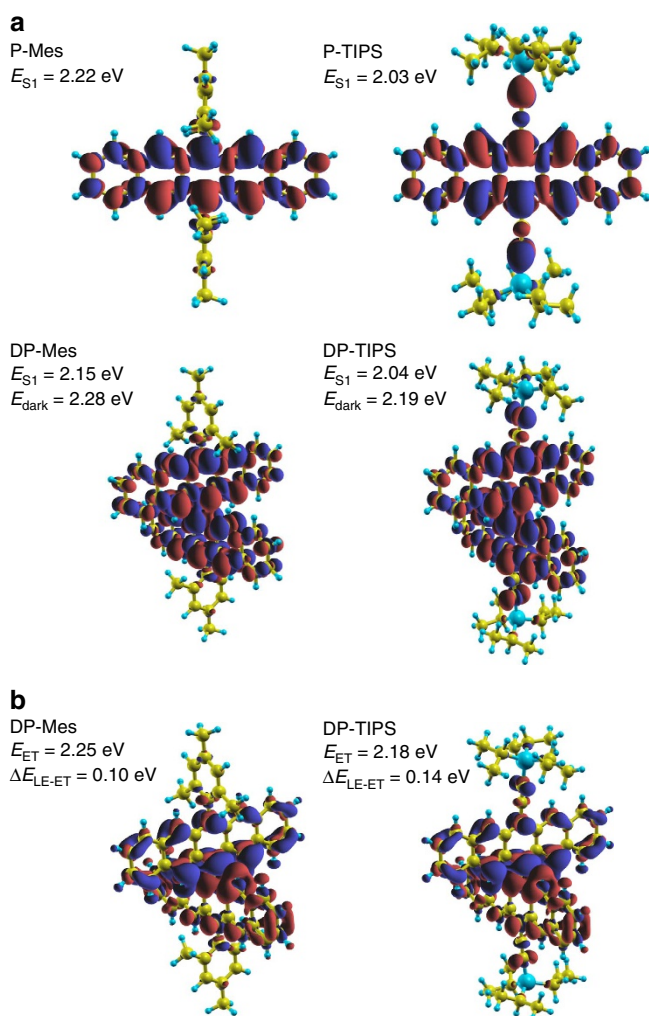 a
P-Mes
E_S1 = 2.22 eV
P-TIPS
E_S1 = 2.03 eV
DP-Mes
E_S1 = 2.15 eV
E_dark = 2.28 eV
DP-TIPS
E_S1 = 2.04 eV
E_dark = 2.19 eV
b
DP-Mes
E_ET = 2.25 eV
ΔE_LE-ET = 0.10 eV
DP-TIPS
E_ET = 2.18 eV
ΔE_LE-ET = 0.14 eV